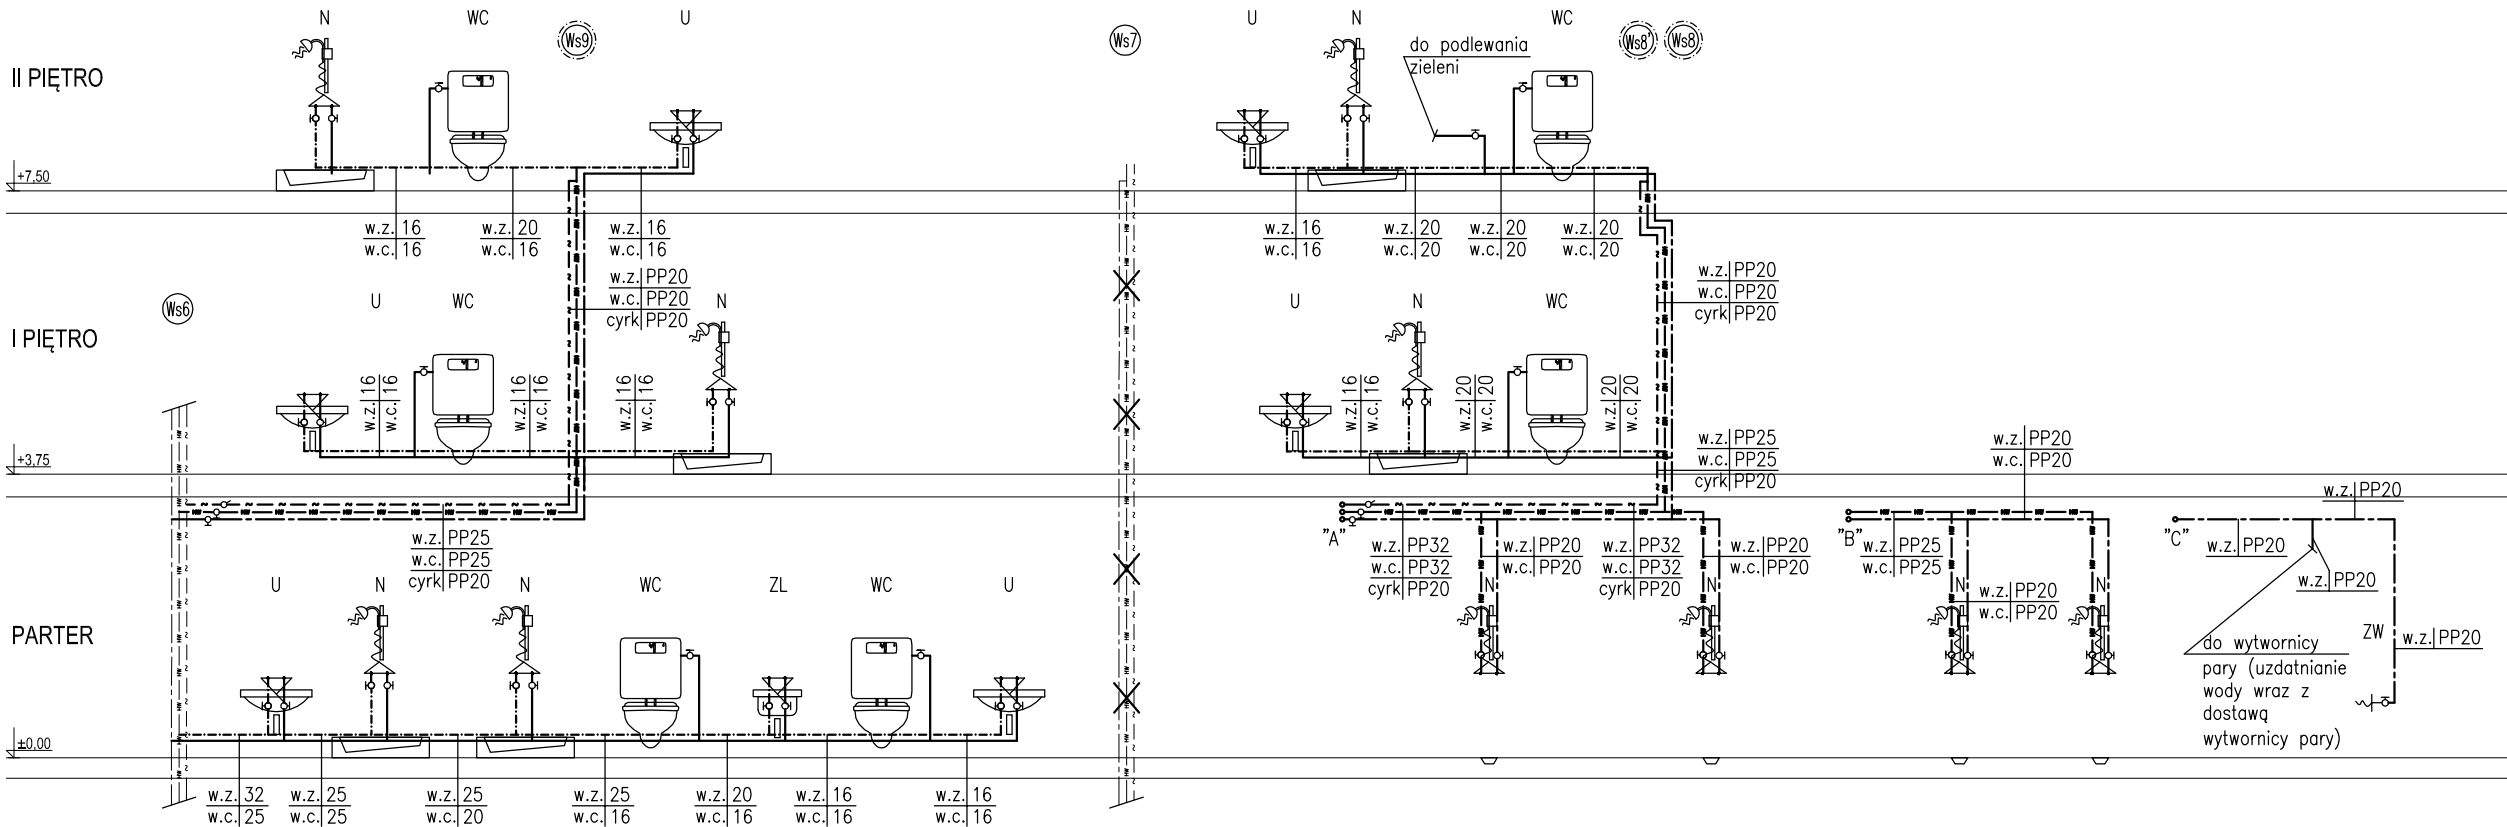 N
WC
Ws9
U
Ws7
U
N
WC
Ws8'
Ws8
do podlewania
zieleni
II PIĘTRO
+7,50
w.z. 16
w.c. 16
w.z. 20
w.c. 16
w.z. 16
w.c. 16
w.z. PP20
w.c. PP20
cyrk PP20
w.z. 16
w.c. 16
w.z. 20
w.c. 20
w.z. 20
w.c. 20
w.z. 20
w.c. 20
w.z. PP20
w.c. PP20
cyrk PP20
Ws6
U
WC
N
U
N
WC
I PIĘTRO
w.z. 16
w.c. 16
w.z. 16
w.c. 16
w.z. 16
w.c. 16
w.z. 16
w.c. 16
w.z. 20
w.c. 20
w.z. 20
w.c. 20
+3,75
w.z. PP25
w.c. PP25
cyrk PP20
w.z. PP20
w.c. PP20
w.z. PP20
w.z. PP25
w.c. PP25
cyrk PP20
"A"
w.z. PP32
w.c. PP32
cyrk PP20
w.z. PP20
w.c. PP20
w.z. PP32
w.c. PP32
cyrk PP20
w.z. PP20
w.c. PP20
"B"
w.z. PP25
w.c. PP25
"C"
w.z. PP20
w.z. PP20
U
N
N
WC
ZL
WC
U
N
N
N
w.z. PP20
w.c. PP20
N
PARTER
ZW
w.z. PP20
do wytwornicy
pary (uzdatnianie
wody wraz z
dostawą
wytwornicy pary)
±0,00
w.z. 32
w.c. 25
w.z. 25
w.c. 25
w.z. 25
w.c. 20
w.z. 25
w.c. 16
w.z. 20
w.c. 16
w.z. 16
w.c. 16
w.z. 16
w.c. 16